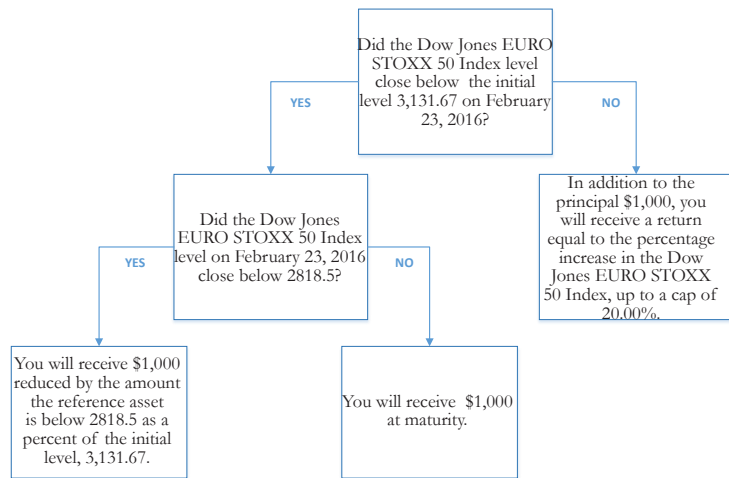 Did the Dow Jones EURO
STOXX 50 Index level
close below the initial
level 3,131.67 on February
23, 2016?
YES
NO
Did the Dow Jones
EURO STOXX 50 Index
level on February 23, 2016
close below 2818.5?
In addition to the
principal $1,000, you
will receive a return
equal to the percentage
increase in the Dow
Jones EURO STOXX
50 Index, up to a cap of
20.00%.
YES
NO
You will receive $1,000
reduced by the amount
the reference asset
is below 2818.5 as a
percent of the initial
level, 3,131.67.
You will receive $1,000
at maturity.